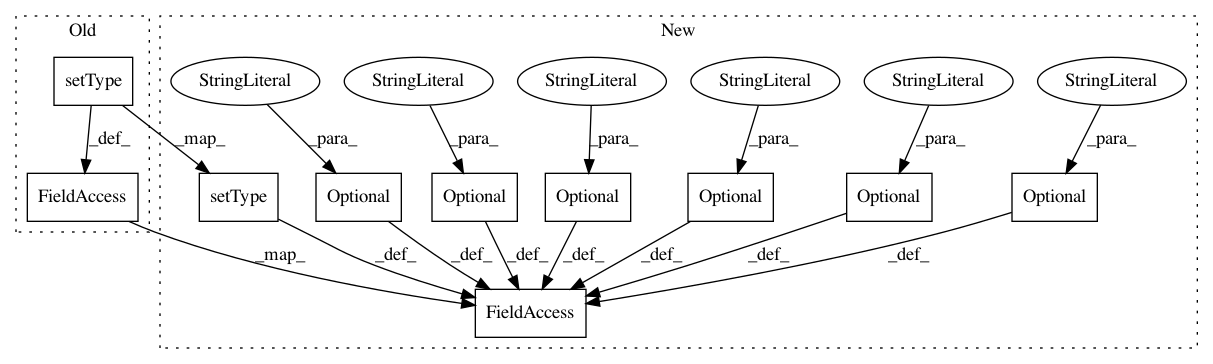 Old
New
setType
StringLiteral
StringLiteral
StringLiteral
StringLiteral
StringLiteral
StringLiteral
_def_
_map_
_para_
_para_
_para_
_para_
_para_
_para_
FieldAccess
setType
Optional
Optional
Optional
Optional
Optional
Optional
_map_
_def_
_def_
_def_
_def_
_def_
_def_
FieldAccess